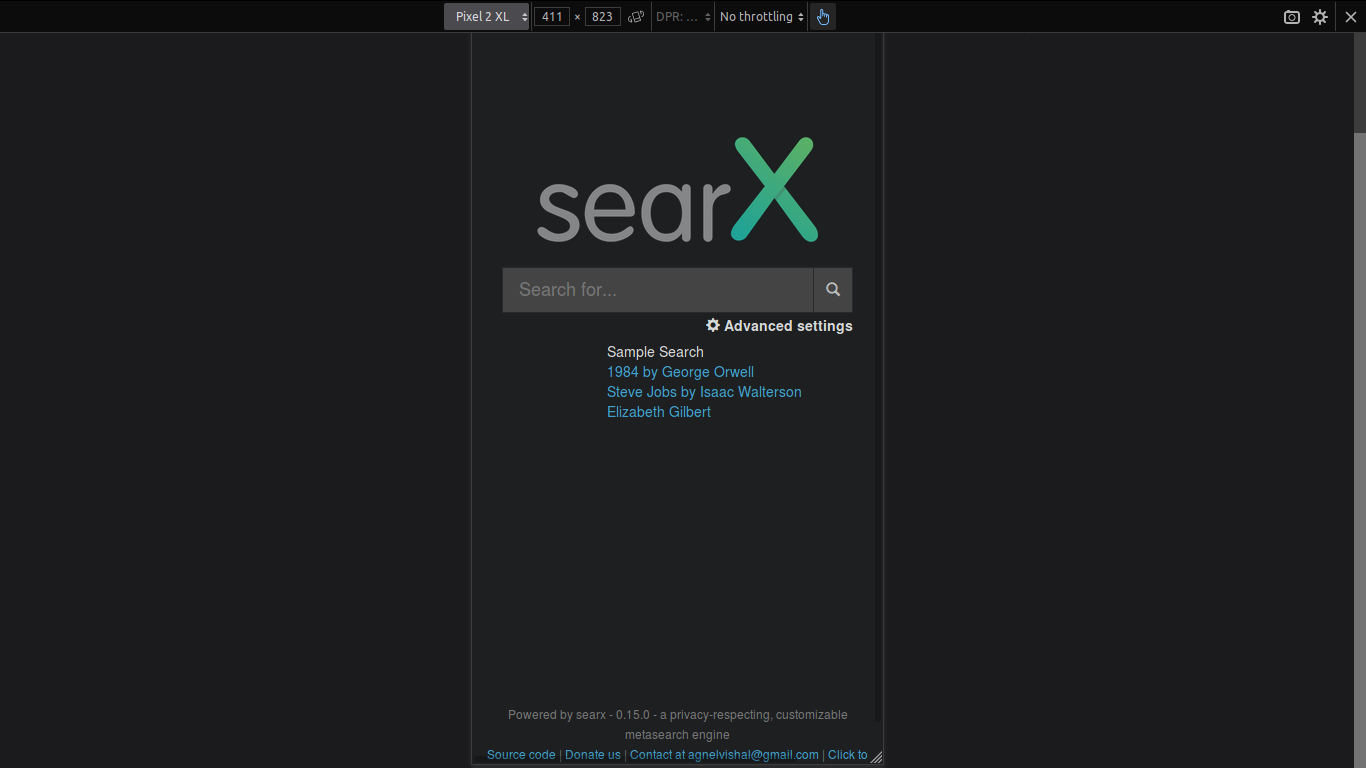 Pixel 2 XL 411 × 823 DPR: ... No throttling
searX
Search for...
Advanced settings
Sample Search
1984 by George Orwell
Steve Jobs by Isaac Walterson
Elizabeth Gilbert
Powered by searx - 0.15.0 - a privacy-respecting, customizable
metasearch engine
Source code | Donate us | Contact at agnelvishal@gmail.com | Click to